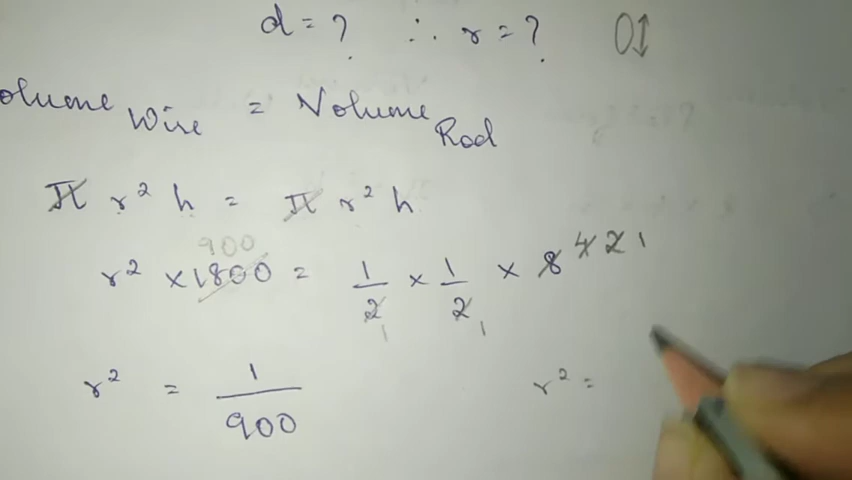 d = ? ∴ r = ? 0↕
olume Wire = Volume Rod
π r² h = π r² h
900
r² × 1800 = 1/2 × 1/2 × 8 4 2 1
1 1
r² = 1/900 r² =